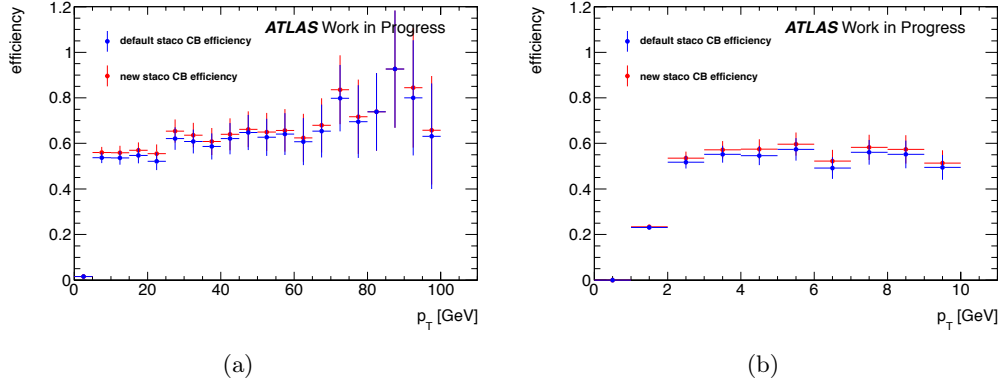 ATLAS Work in Progress
default staco CB efficiency
new staco CB efficiency
efficiency
1.2
1
0.8
0.6
0.4
0.2
0
0 20 40 60 80 100
p_T [GeV]
(a)
ATLAS Work in Progress
default staco CB efficiency
new staco CB efficiency
efficiency
1.2
1
0.8
0.6
0.4
0.2
0
0 2 4 6 8 10
p_T [GeV]
(b)